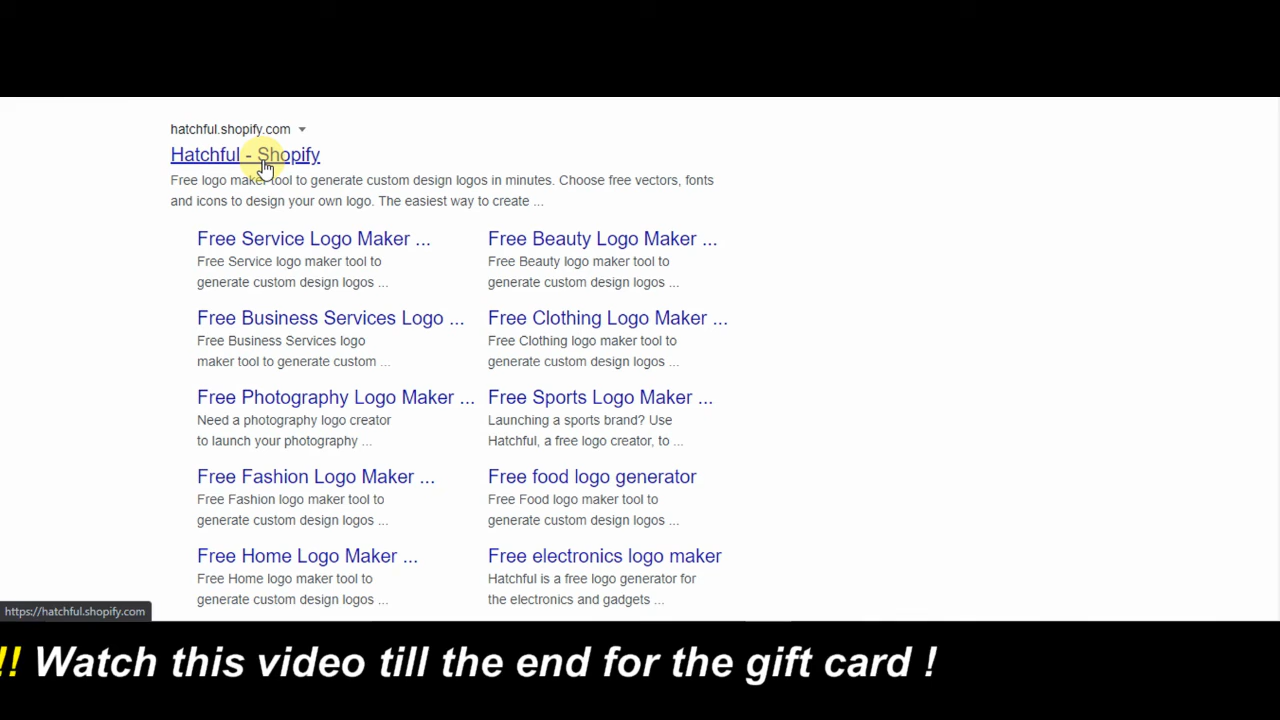 hatchful.shopify.com
Hatchful - Shopify
Free logo maker tool to generate custom design logos in minutes. Choose free vectors, fonts
and icons to design your own logo. The easiest way to create ...
Free Service Logo Maker ...
Free Service logo maker tool to
generate custom design logos ...
Free Beauty Logo Maker ...
Free Beauty logo maker tool to
generate custom design logos ...
Free Business Services Logo ...
Free Business Services logo
maker tool to generate custom ...
Free Clothing Logo Maker ...
Free Clothing logo maker tool to
generate custom design logos ...
Free Photography Logo Maker ...
Need a photography logo creator
to launch your photography ...
Free Sports Logo Maker ...
Launching a sports brand? Use
Hatchful, a free logo creator, to ...
Free Fashion Logo Maker ...
Free Fashion logo maker tool to
generate custom design logos ...
Free food logo generator
Free Food logo maker tool to
generate custom design logos ...
Free Home Logo Maker ...
Free Home logo maker tool to
generate custom design logos ...
Free electronics logo maker
Hatchful is a free logo generator for
the electronics and gadgets ...
https://hatchful.shopify.com
!! Watch this video till the end for the gift card !